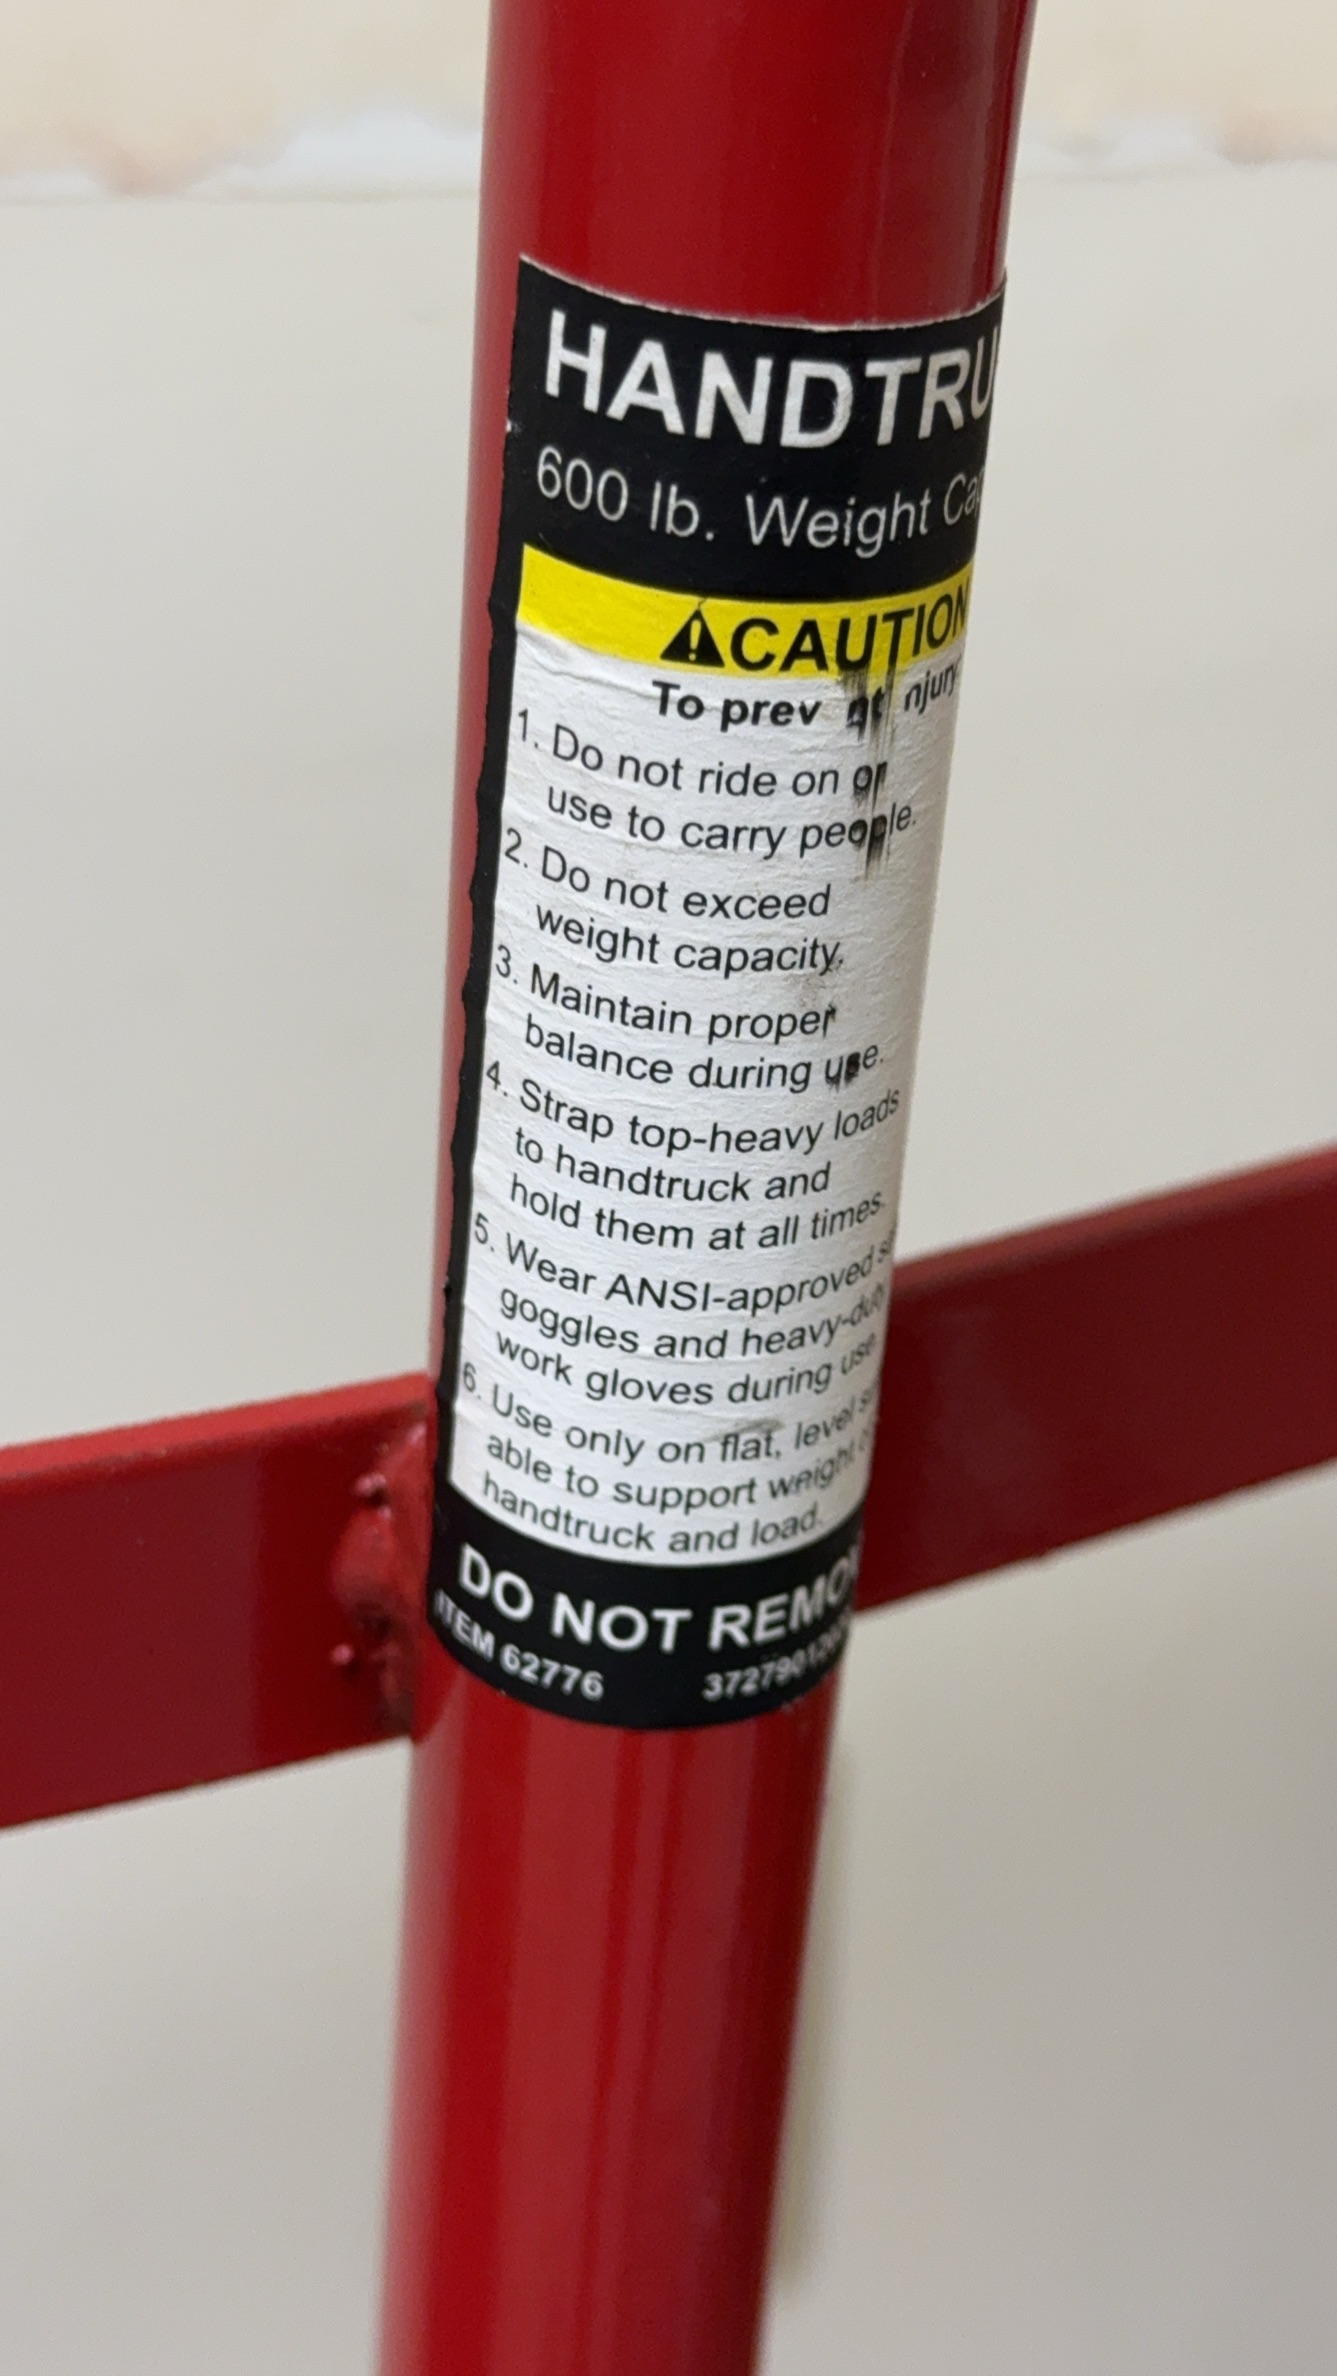 HANDTRU
600 lb. Weight Cap
CAUTION
To prev nt njury
1. Do not ride on or
use to carry people.
2. Do not exceed
weight capacity.
3. Maintain proper
balance during use.
4. Strap top-heavy loads
to handtruck and
hold them at all times.
5. Wear ANSI-approved
goggles and heavy-duty
work gloves during use.
6. Use only on flat, level
able to support weight
handtruck and load.
DO NOT REMO
ITEM 62776